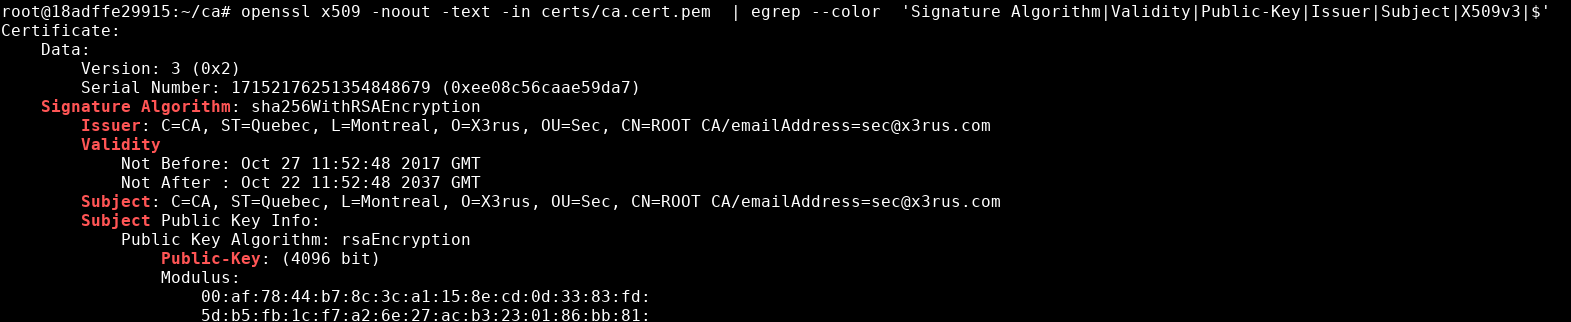 root@18adffe29915:~/ca# openssl x509 -noout -text -in certs/ca.cert.pem  | egrep --color  'Signature Algorithm|Validity|Public-Key|Issuer|Subject|X509v3|$'
Certificate:
    Data:
        Version: 3 (0x2)
        Serial Number: 17152176251354848679 (0xee08c56caae59da7)
    Signature Algorithm: sha256WithRSAEncryption
        Issuer: C=CA, ST=Quebec, L=Montreal, O=X3rus, OU=Sec, CN=ROOT CA/emailAddress=sec@x3rus.com
        Validity
            Not Before: Oct 27 11:52:48 2017 GMT
            Not After : Oct 22 11:52:48 2037 GMT
        Subject: C=CA, ST=Quebec, L=Montreal, O=X3rus, OU=Sec, CN=ROOT CA/emailAddress=sec@x3rus.com
        Subject Public Key Info:
            Public Key Algorithm: rsaEncryption
                Public-Key: (4096 bit)
                Modulus:
                    00:af:78:44:b7:8c:3c:a1:15:8e:cd:0d:33:83:fd:
                    5d:b5:fb:1c:f7:a2:6e:27:ac:b3:23:01:86:bb:81: